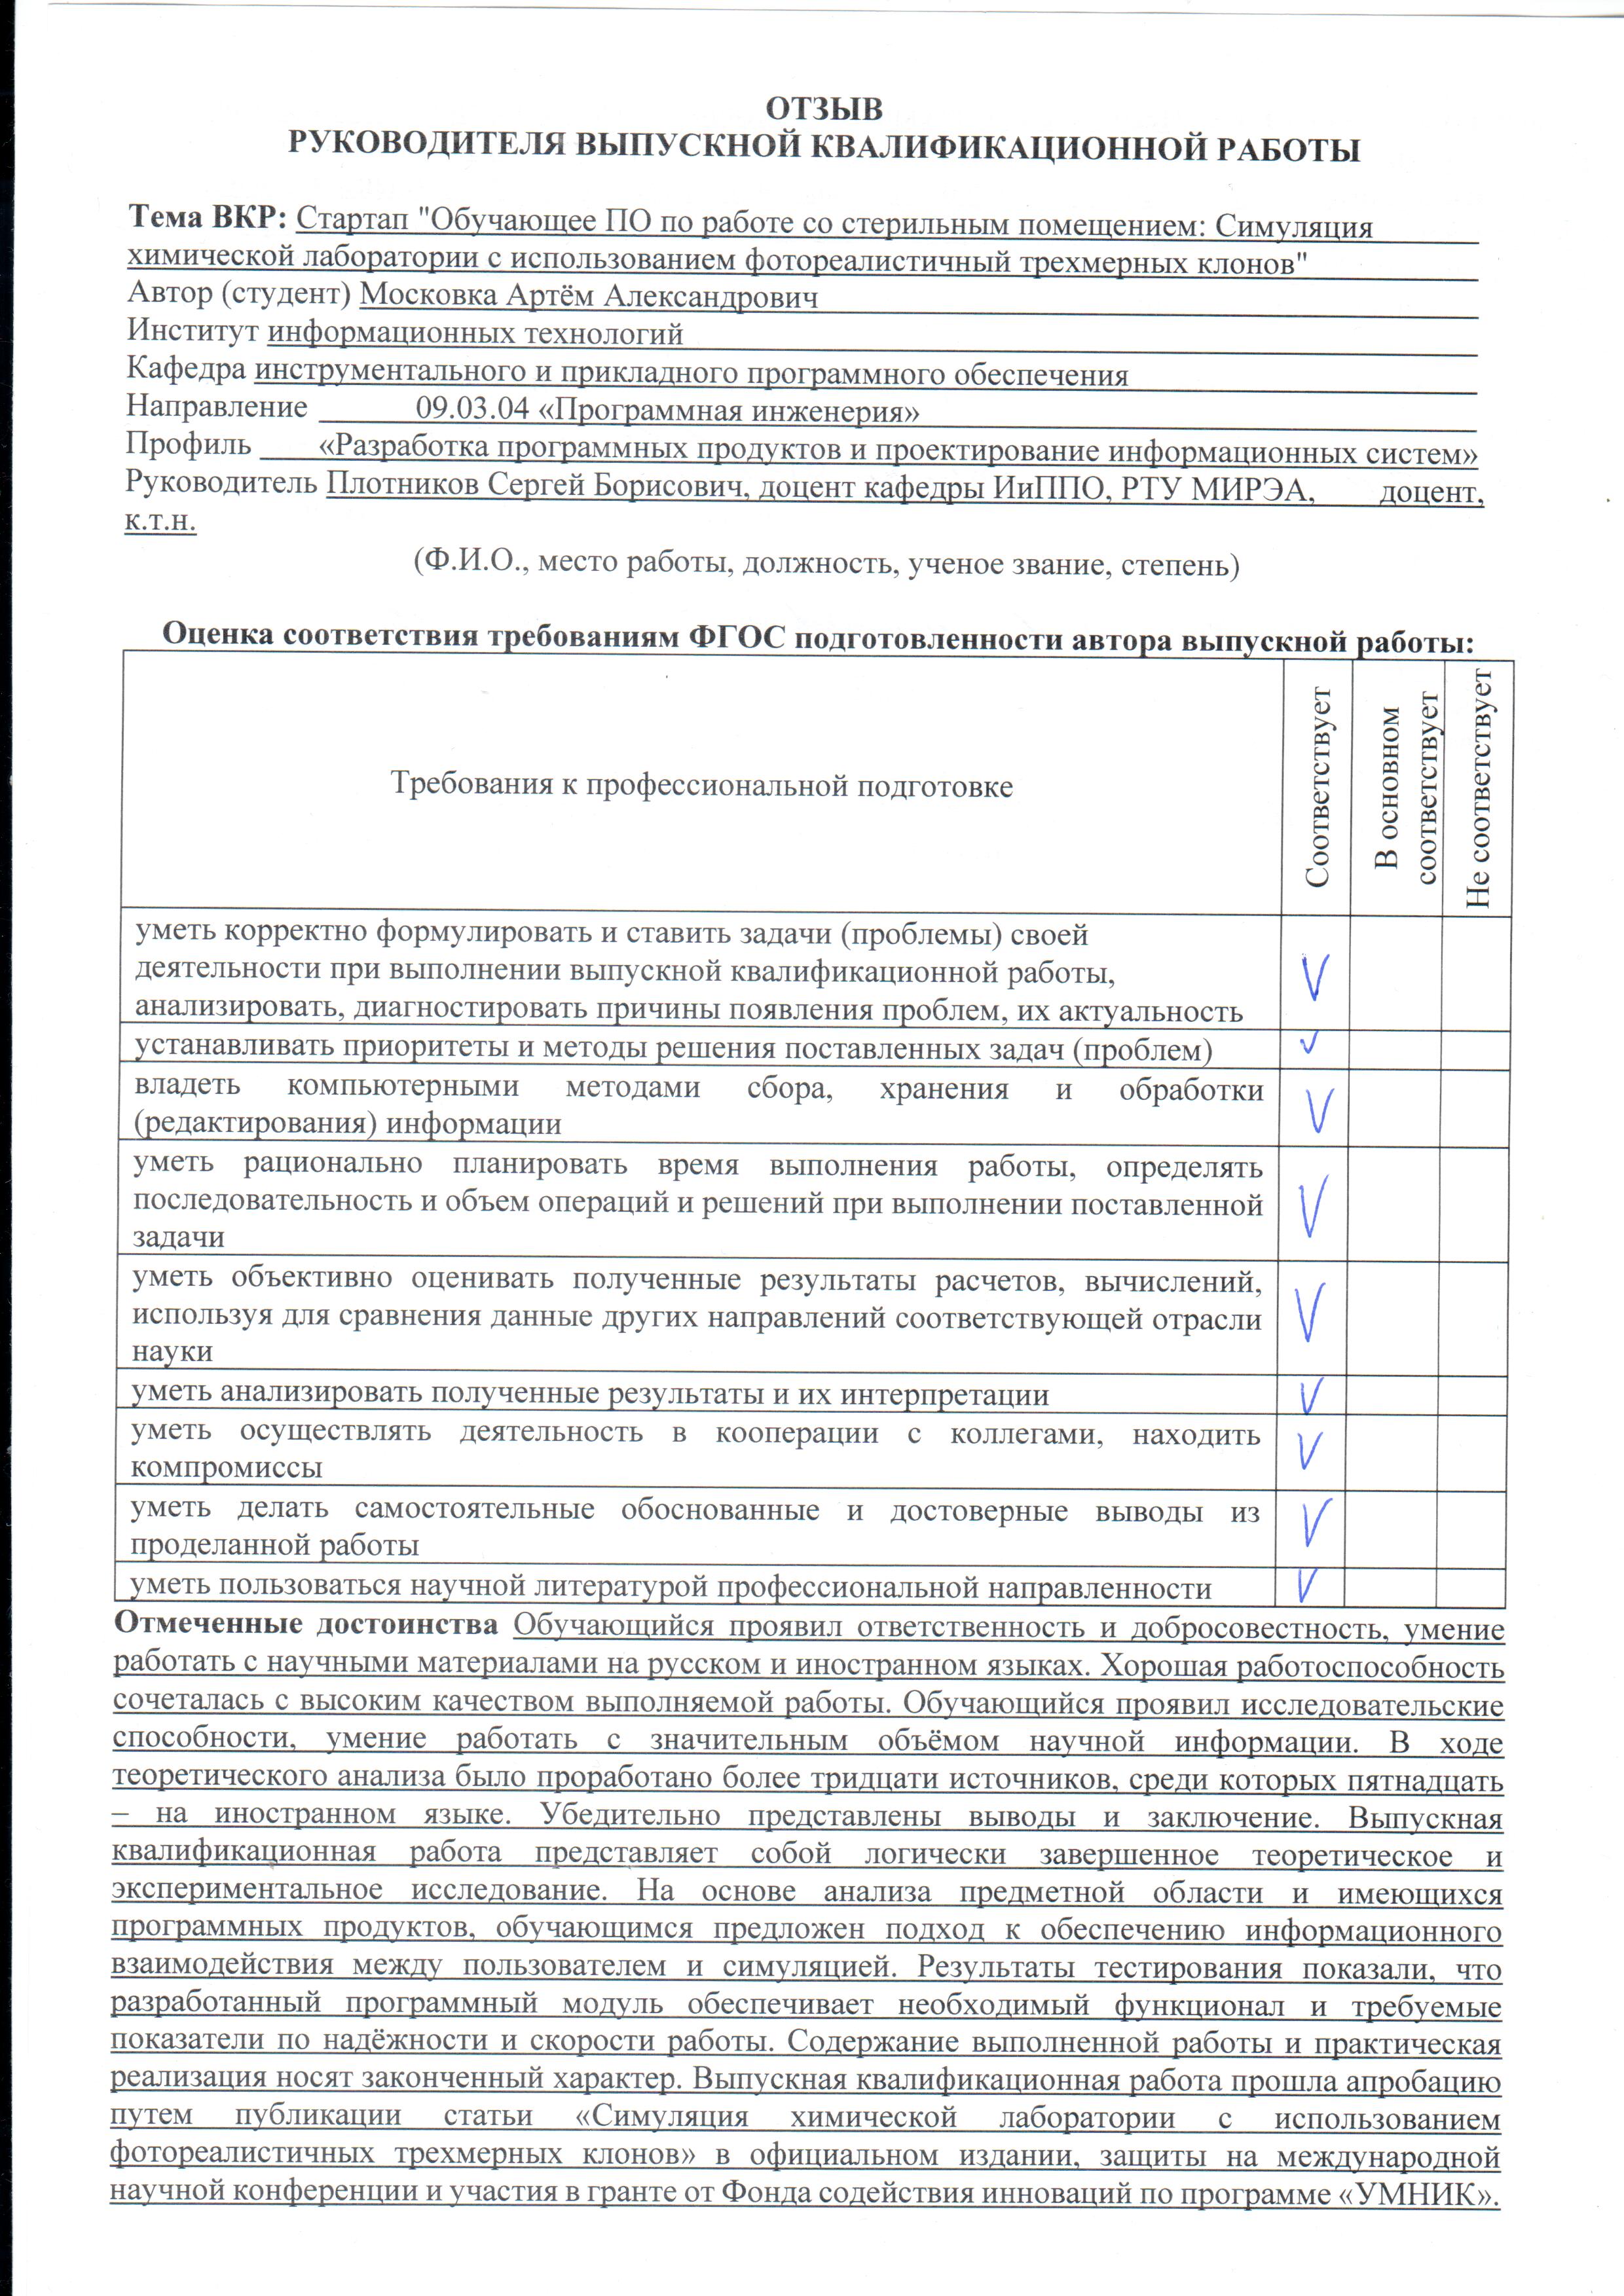 ОТЗЫВ
РУКОВОДИТЕЛЯ ВЫПУСКНОЙ КВАЛИФИКАЦИОННОЙ РАБОТЫ
Тема ВКР: Стартап "Обучающее ПО по работе со стерильным помещением: Симуляция
химической лаборатории с использованием фотореалистичный трехмерных клонов"
Автор (студент) Московка Артём Александрович
Институт информационных технологий
Кафедра инструментального и прикладного программного обеспечения
Направление 09.03.04 «Программная инженерия»
Профиль «Разработка программных продуктов и проектирование информационных систем»
Руководитель Плотников Сергей Борисович, доцент кафедры ИиППО, РТУ МИРЭА, доцент,
к.т.н.
(Ф.И.О., место работы, должность, ученое звание, степень)
Оценка соответствия требованиям ФГОС подготовленности автора выпускной работы:
Требования к профессиональной подготовке
Соответствует
В основном
соответствует
Не соответствует
уметь корректно формулировать и ставить задачи (проблемы) своей
деятельности при выполнении выпускной квалификационной работы,
анализировать, диагностировать причины появления проблем, их актуальность
устанавливать приоритеты и методы решения поставленных задач (проблем)
владеть компьютерными методами сбора, хранения и обработки
(редактирования) информации
уметь рационально планировать время выполнения работы, определять
последовательность и объем операций и решений при выполнении поставленной
задачи
уметь объективно оценивать полученные результаты расчетов, вычислений,
используя для сравнения данные других направлений соответствующей отрасли
науки
уметь анализировать полученные результаты и их интерпретации
уметь осуществлять деятельность в кооперации с коллегами, находить
компромиссы
уметь делать самостоятельные обоснованные и достоверные выводы из
проделанной работы
уметь пользоваться научной литературой профессиональной направленности
Отмеченные достоинства Обучающийся проявил ответственность и добросовестность, умение
работать с научными материалами на русском и иностранном языках. Хорошая работоспособность
сочеталась с высоким качеством выполняемой работы. Обучающийся проявил исследовательские
способности, умение работать с значительным объёмом научной информации. В ходе
теоретического анализа было проработано более тридцати источников, среди которых пятнадцать
– на иностранном языке. Убедительно представлены выводы и заключение. Выпускная
квалификационная работа представляет собой логически завершенное теоретическое и
экспериментальное исследование. На основе анализа предметной области и имеющихся
программных продуктов, обучающимся предложен подход к обеспечению информационного
взаимодействия между пользователем и симуляцией. Результаты тестирования показали, что
разработанный программный модуль обеспечивает необходимый функционал и требуемые
показатели по надёжности и скорости работы. Содержание выполненной работы и практическая
реализация носят законченный характер. Выпускная квалификационная работа прошла апробацию
путем публикации статьи «Симуляция химической лаборатории с использованием
фотореалистичных трехмерных клонов» в официальном издании, защиты на международной
научной конференции и участия в гранте от Фонда содействия инноваций по программе «УМНИК».